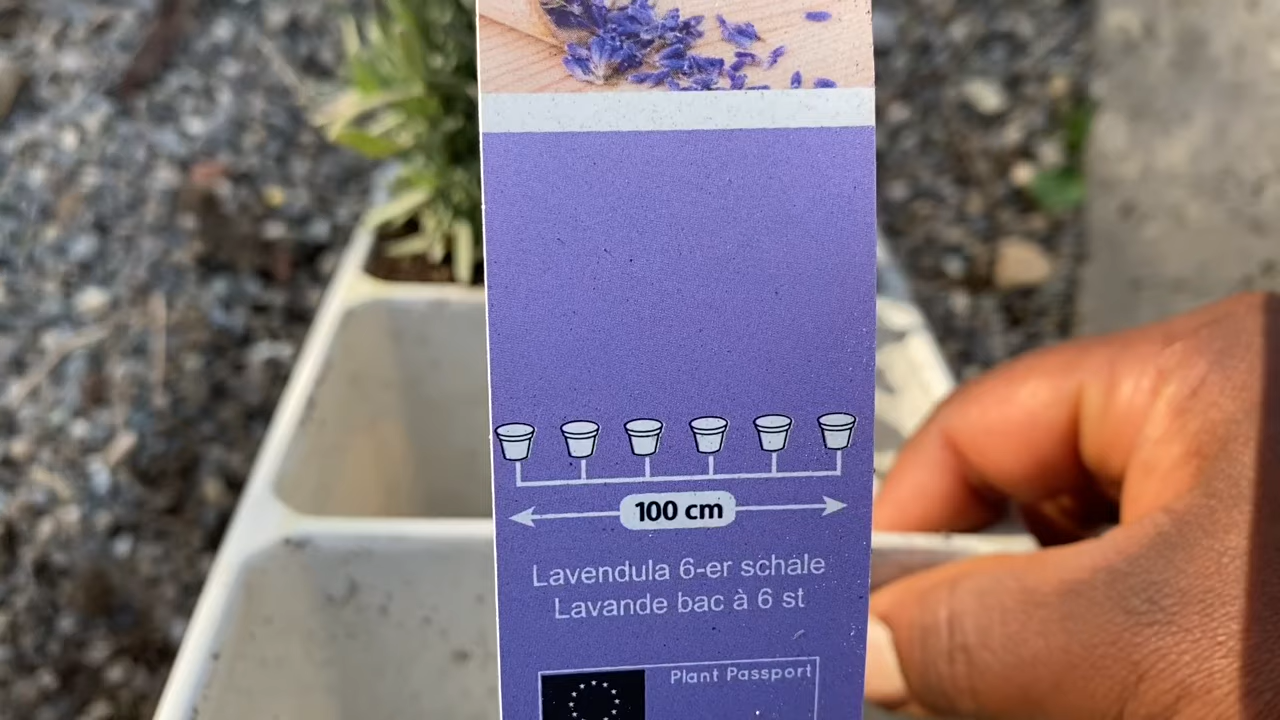 100 cm
Lavendula 6-er schale
Lavande bac à 6 st
Plant Passport